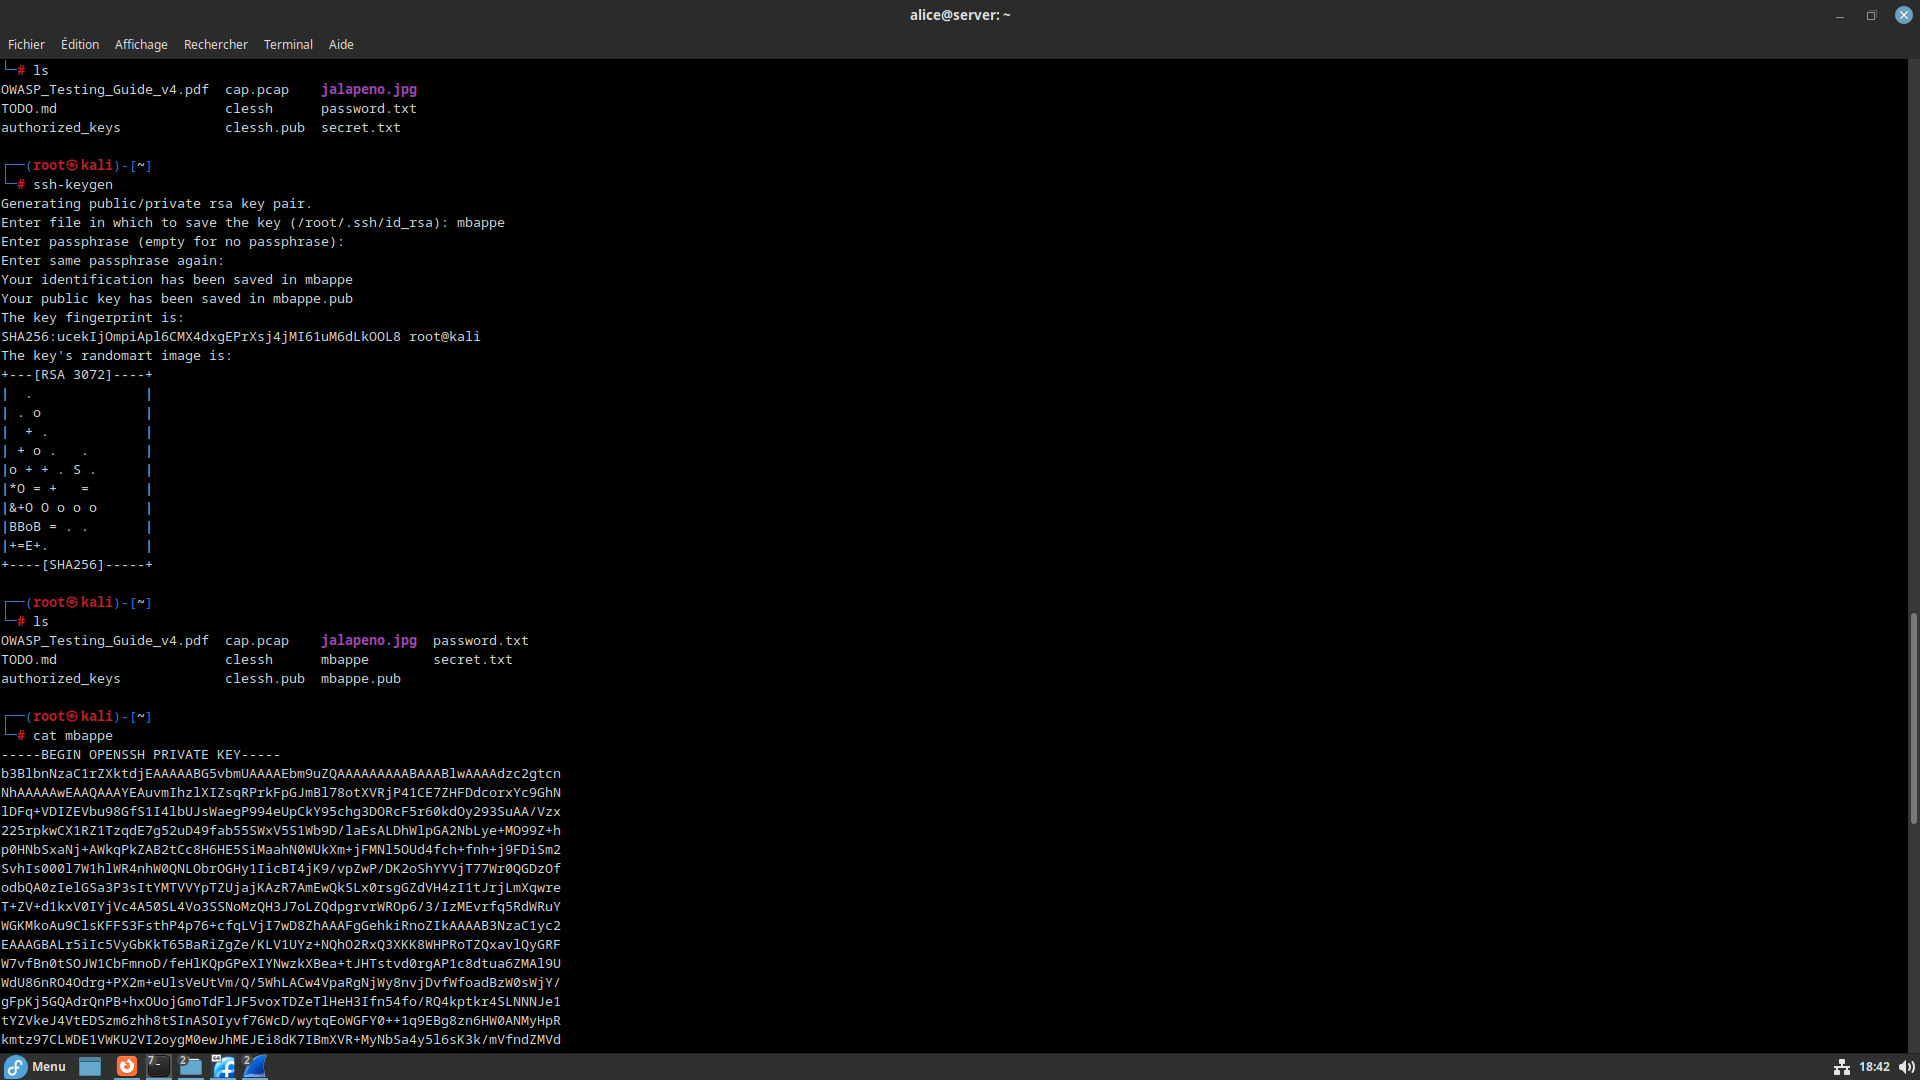 alice@server: ~
Fichier Édition Affichage Rechercher Terminal Aide
└─# ls
OWASP_Testing_Guide_v4.pdf  cap.pcap    jalapeno.jpg
TODO.md                     clessh      password.txt
authorized_keys             clessh.pub  secret.txt
┌──(root㉿kali)-[~]
└─# ssh-keygen
Generating public/private rsa key pair.
Enter file in which to save the key (/root/.ssh/id_rsa): mbappe
Enter passphrase (empty for no passphrase):
Enter same passphrase again:
Your identification has been saved in mbappe
Your public key has been saved in mbappe.pub
The key fingerprint is:
SHA256:ucekIjOmpiApl6CMX4dxgEPrXsj4jMI61uM6dLkOOL8 root@kali
The key's randomart image is:
+---[RSA 3072]----+
|  .              |
| . o             |
|  + .            |
| + o .   .       |
|o + + . S .      |
|*O = +   =       |
|&+O O o o o      |
|BBoB = . .       |
|+=E+.            |
+----[SHA256]-----+
┌──(root㉿kali)-[~]
└─# ls
OWASP_Testing_Guide_v4.pdf  cap.pcap    jalapeno.jpg  password.txt
TODO.md                     clessh      mbappe        secret.txt
authorized_keys             clessh.pub  mbappe.pub
┌──(root㉿kali)-[~]
└─# cat mbappe
-----BEGIN OPENSSH PRIVATE KEY-----
b3BlbnNzaC1rZXktdjEAAAAABG5vbmUAAAAEbm9uZQAAAAAAAAABAAABlwAAAAdzc2gtcn
NhAAAAAwEAAQAAAYEAuvmIhzlXIZsqRPrkFpGJmBl78otXVRjP41CE7ZHFDdcorxYc9GhN
lDFq+VDIZEVbu98GfS1I4lbUJsWaegP994eUpCkY95chg3DORcF5r60kdOy293SuAA/Vzx
225rpkwCX1RZ1TzqdE7g52uD49fab55SWxV5S1Wb9D/laEsALDhWlpGA2NbLye+MO99Z+h
p0HNbSxaNj+AWkqPkZAB2tCc8H6HE5SiMaahN0WUkXm+jFMNl5OUd4fch+fnh+j9FDiSm2
SvhIs000l7W1hlWR4nhW0QNLObrOGHy1IicBI4jK9/vpZwP/DK2oShYYVjT77Wr0QGDzOf
odbQA0zIelGSa3P3sItYMTVVYpTZUjajKAzR7AmEwQkSLx0rsgGZdVH4zI1tJrjLmXqwre
T+ZV+d1kxV0IYjVc4A50SL4Vo3SSNoMzQH3J7oLZQdpgrvrWROp6/3/IzMEvrfq5RdWRuY
WGKMkoAu9ClsKFFS3FsthP4p76+cfqLVjI7wD8ZhAAAFgGehkiRnoZIkAAAAB3NzaC1yc2
EAAAGBALr5iIc5VyGbKkT65BaRiZgZe/KLV1UYz+NQhO2RxQ3XKK8WHPRoTZQxavlQyGRF
W7vfBn0tSOJW1CbFmnoD/feHlKQpGPeXIYNwzkXBea+tJHTstvd0rgAP1c8dtua6ZMAl9U
WdU86nRO4Odrg+PX2m+eUlsVeUtVm/Q/5WhLACw4VpaRgNjWy8nvjDvfWfoadBzW0sWjY/
gFpKj5GQAdrQnPB+hxOUojGmoTdFlJF5voxTDZeTlHeH3Ifn54fo/RQ4kptkr4SLNNNJe1
tYZVkeJ4VtEDSzm6zhh8tSInASOIyvf76WcD/wytqEoWGFY0++1q9EBg8zn6HW0ANMyHpR
kmtz97CLWDE1VWKU2VI2oygM0ewJhMEJEi8dK7IBmXVR+MyNbSa4y5l6sK3k/mVfndZMVd
Menu 7 2 64 2 18:42